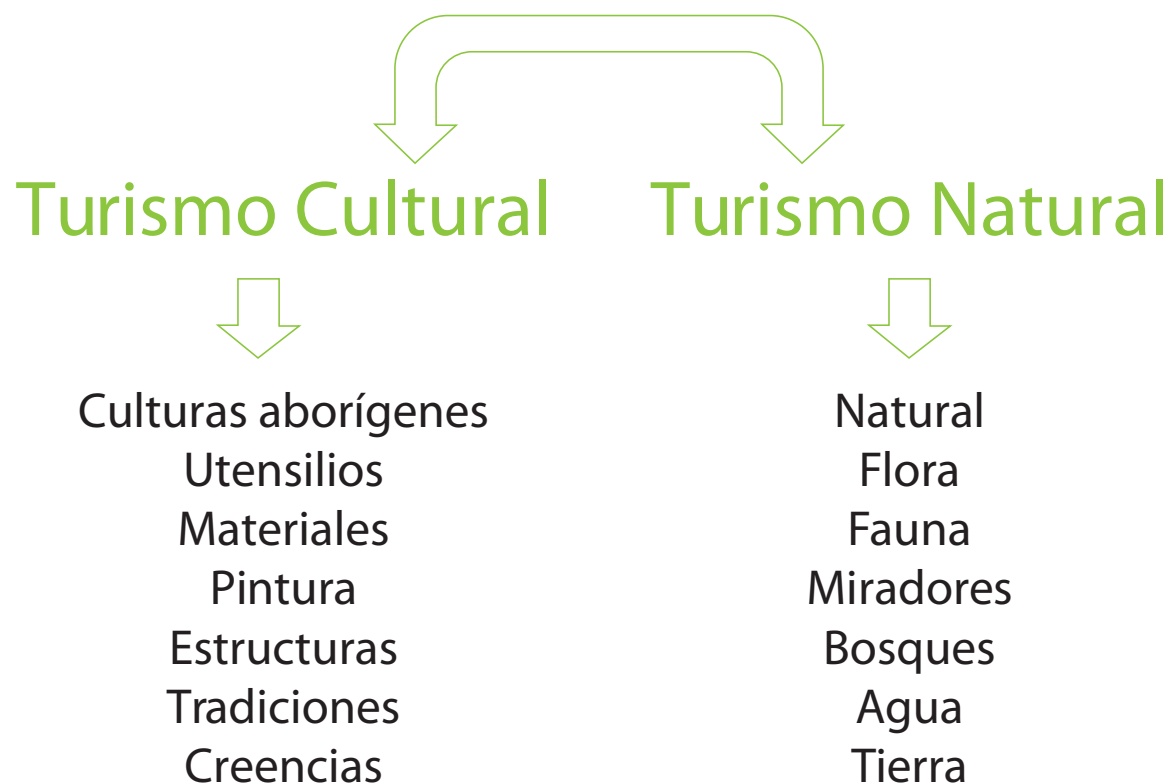 Turismo Cultural
Culturas aborígenes
Utensilios
Materiales
Pintura
Estructuras
Tradiciones
Creencias
Turismo Natural
Natural
Flora
Fauna
Miradores
Bosques
Agua
Tierra